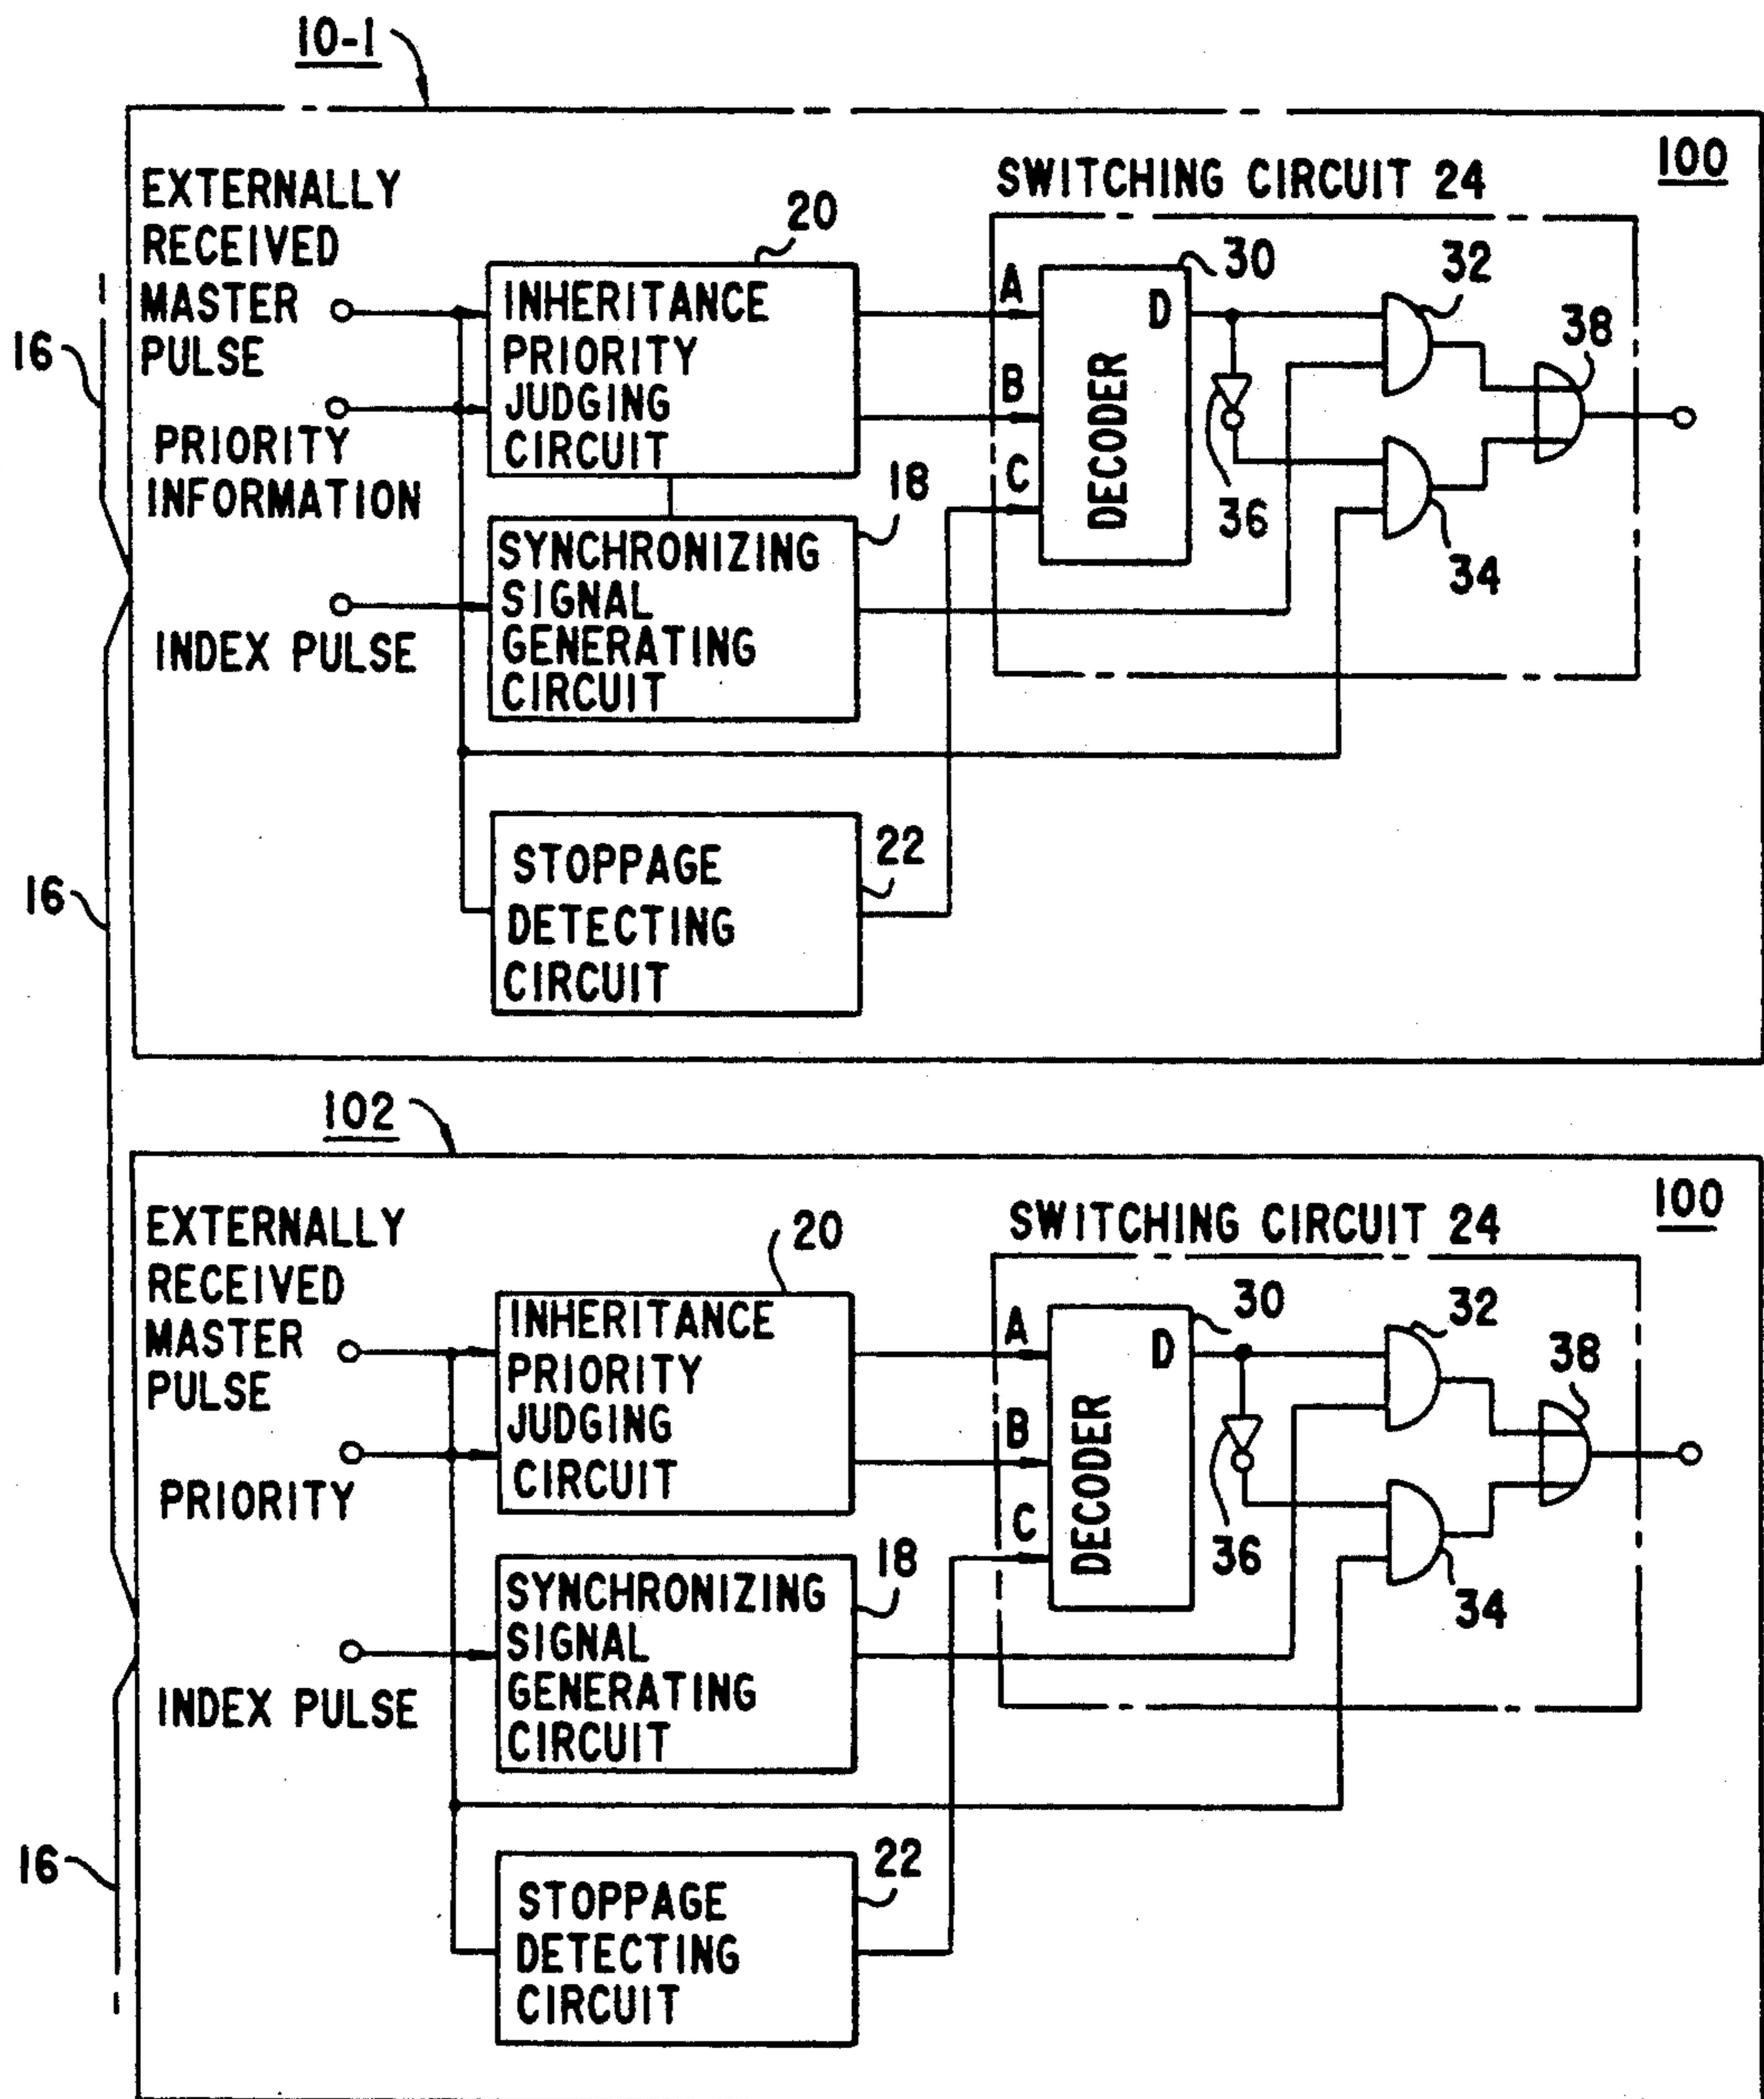 10-1
100
EXTERNALLY
RECEIVED
MASTER
PULSE
PRIORITY
INFORMATION
INDEX PULSE
16
16
20
INHERITANCE
PRIORITY
JUDGING
CIRCUIT
18
SYNCHRONIZING
SIGNAL
GENERATING
CIRCUIT
22
STOPPAGE
DETECTING
CIRCUIT
SWITCHING CIRCUIT 24
A
B
C
D
DECODER
30
32
36
34
38
102
100
EXTERNALLY
RECEIVED
MASTER
PULSE
PRIORITY
INDEX PULSE
16
20
INHERITANCE
PRIORITY
JUDGING
CIRCUIT
18
SYNCHRONIZING
SIGNAL
GENERATING
CIRCUIT
22
STOPPAGE
DETECTING
CIRCUIT
SWITCHING CIRCUIT 24
A
B
C
D
DECODER
30
32
36
34
38